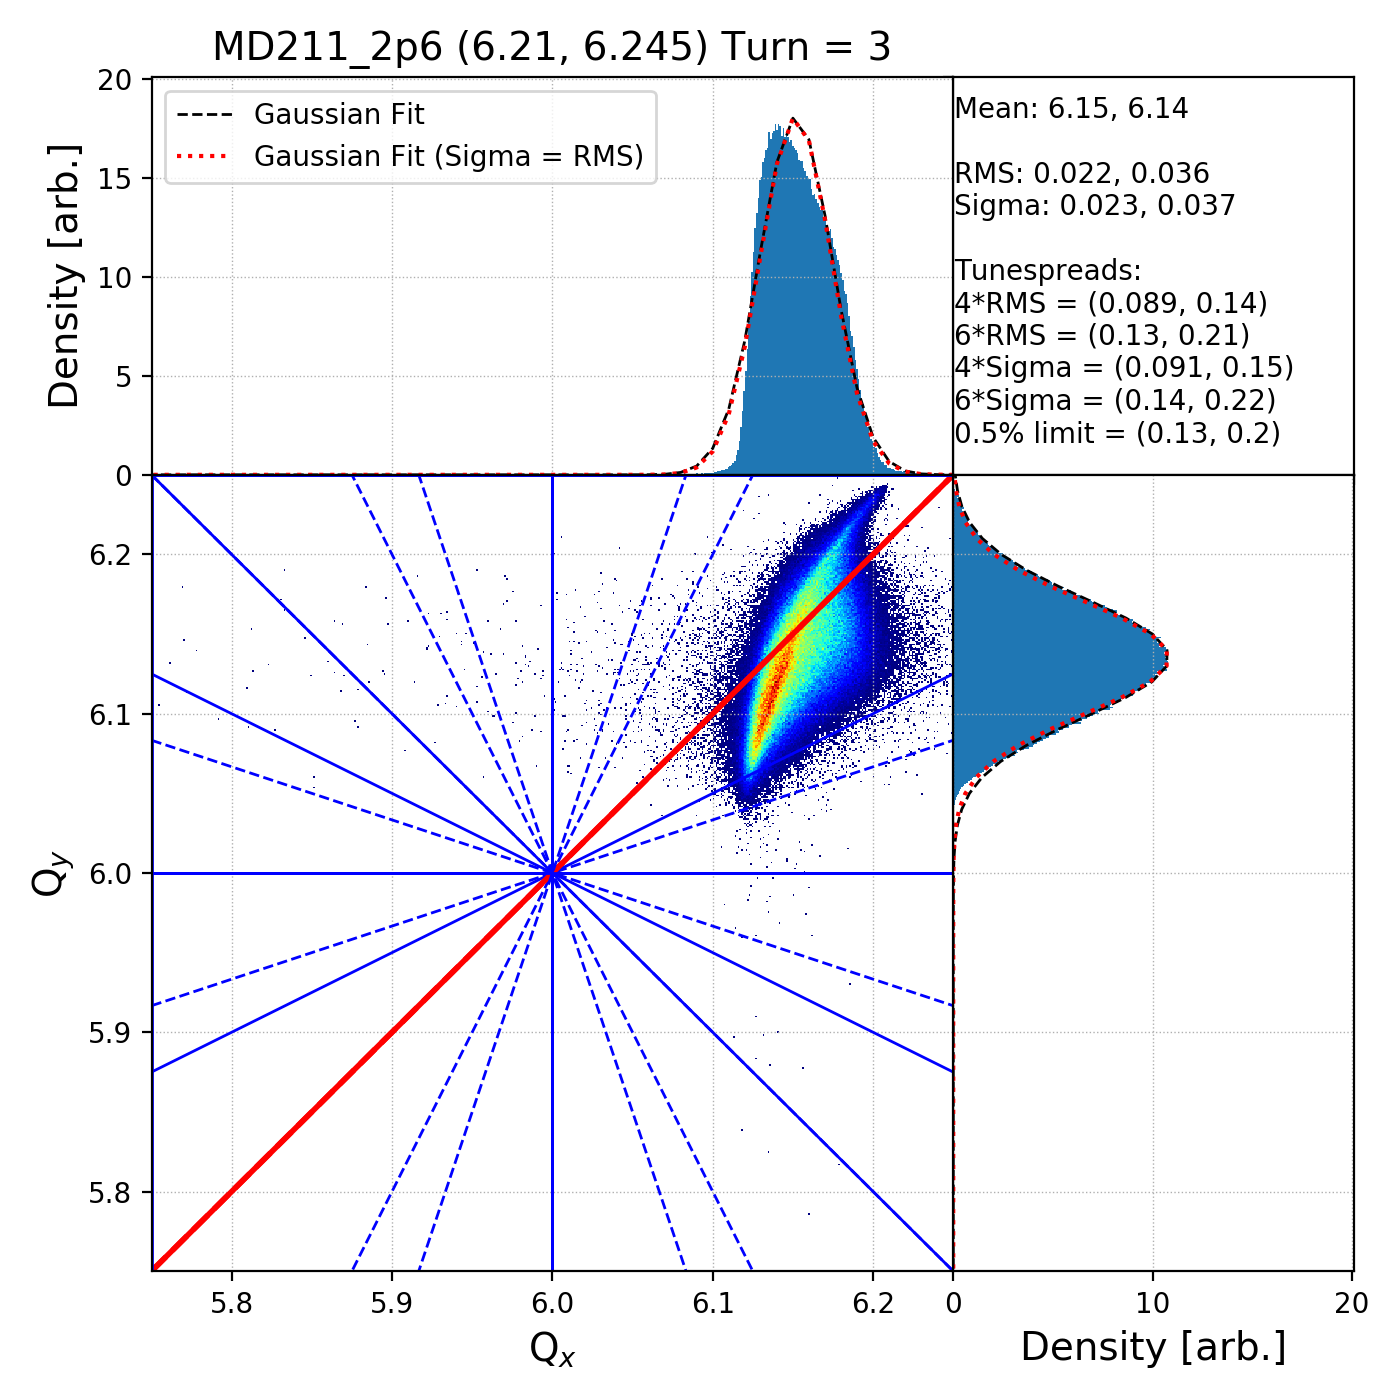 MD211_2p6 (6.21, 6.245) Turn = 3
20
15
10
5
0
Density [arb.]
Gaussian Fit
Gaussian Fit (Sigma = RMS)
Mean: 6.15, 6.14
RMS: 0.022, 0.036
Sigma: 0.023, 0.037
Tunespreads:
4*RMS = (0.089, 0.14)
6*RMS = (0.13, 0.21)
4*Sigma = (0.091, 0.15)
6*Sigma = (0.14, 0.22)
0.5% limit = (0.13, 0.2)
6.2
6.1
6.0
5.9
5.8
Qy
5.8 5.9 6.0 6.1 6.2
Qx
0 10 20
Density [arb.]